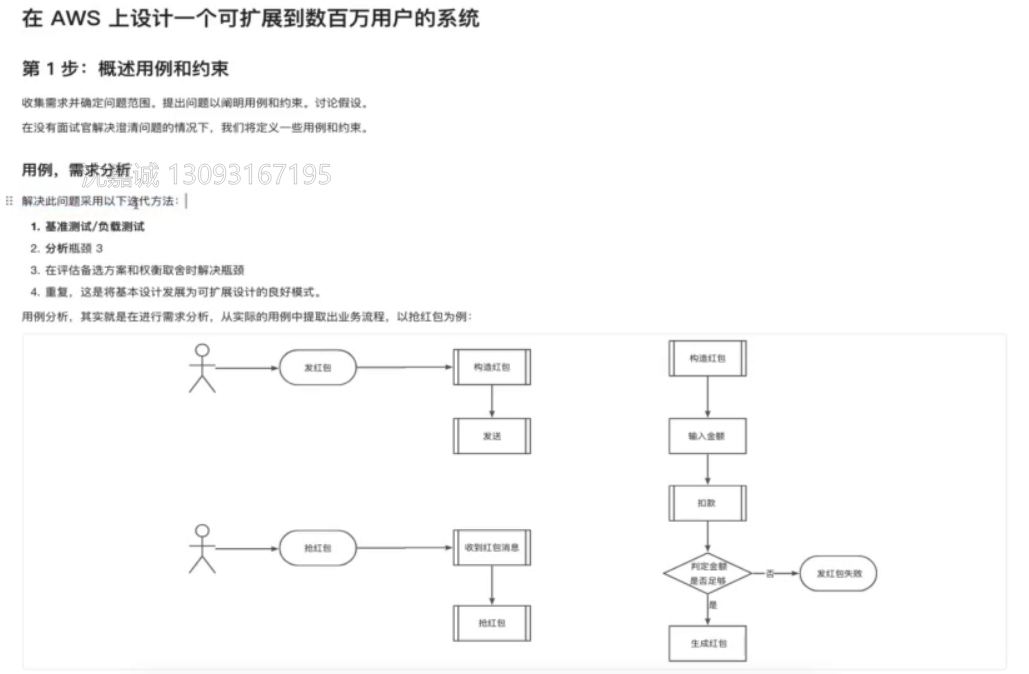 在 AWS 上设计一个可扩展到数百万用户的系统
第 1 步：概述用例和约束
收集需求并确定问题范围。提出问题以阐明用例和约束。讨论假设。
在没有面试官解决澄清问题的情况下，我们将定义一些用例和约束。
用例，需求分析
沈嘉诚 13093167195
解决此问题采用以下迭代方法：
1. 基准测试/负载测试
2. 分析瓶颈 3
3. 在评估备选方案和权衡取舍时解决瓶颈
4. 重复，这是将基本设计发展为可扩展设计的良好模式。
用例分析，其实就是在进行需求分析，从实际的用例中提取出业务流程，以抢红包为例：
发红包
构造红包
发送
抢红包
收到红包消息
抢红包
构造红包
输入金额
扣款
判定金额
是否足够
否
发红包失败
是
生成红包